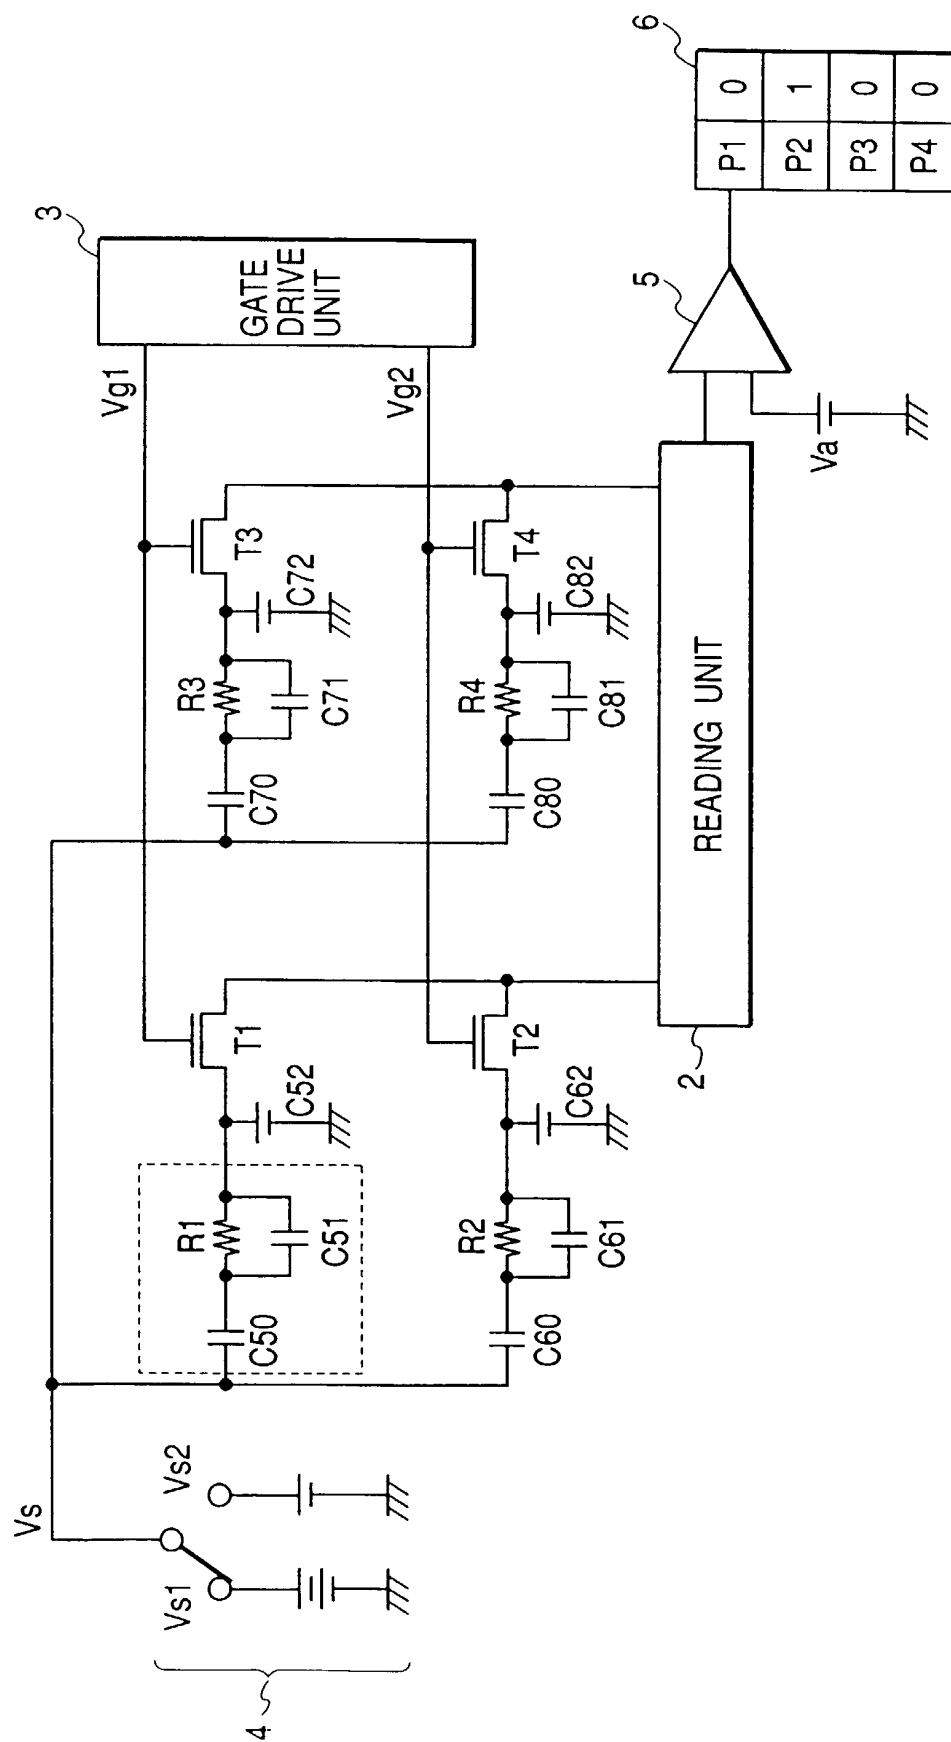 Vs
Vs1
Vs2
4
C50
R1
C51
C52
T1
C60
R2
C61
C62
T2
C70
R3
C71
C72
T3
C80
R4
C81
C82
T4
Vg1
Vg2
GATE
DRIVE
UNIT
3
READING UNIT
2
Va
5
6
P1 0
P2 1
P3 0
P4 0